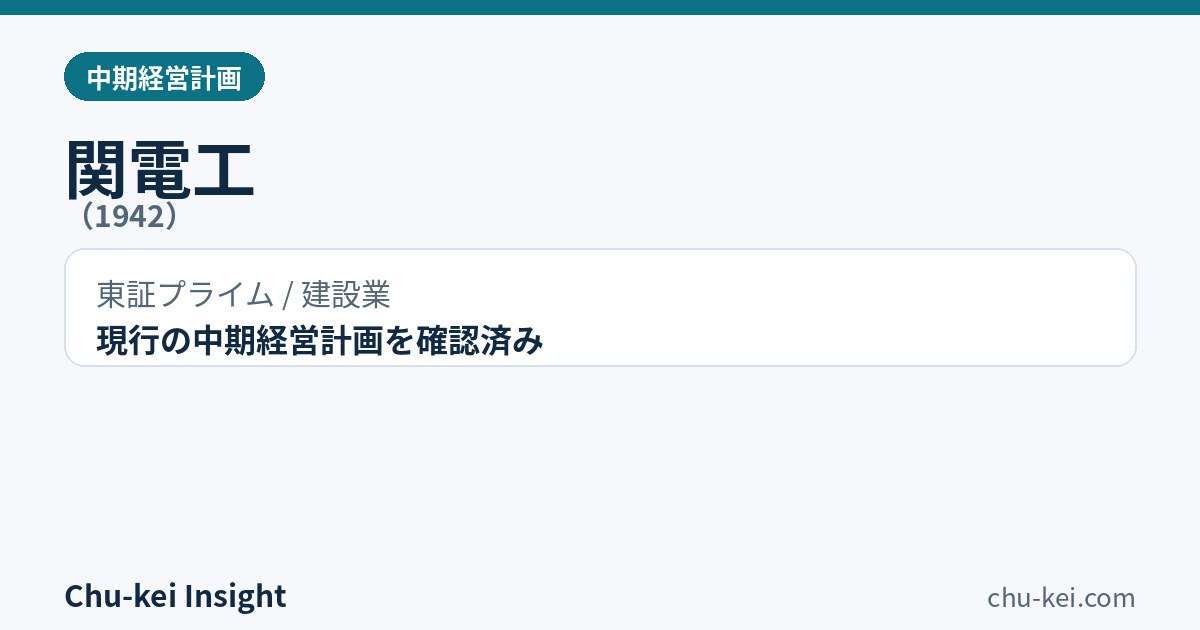 中期経営計画
関電工
（1942）
東証プライム / 建設業
現行の中期経営計画を確認済み
Chu-kei Insight
chu-kei.com